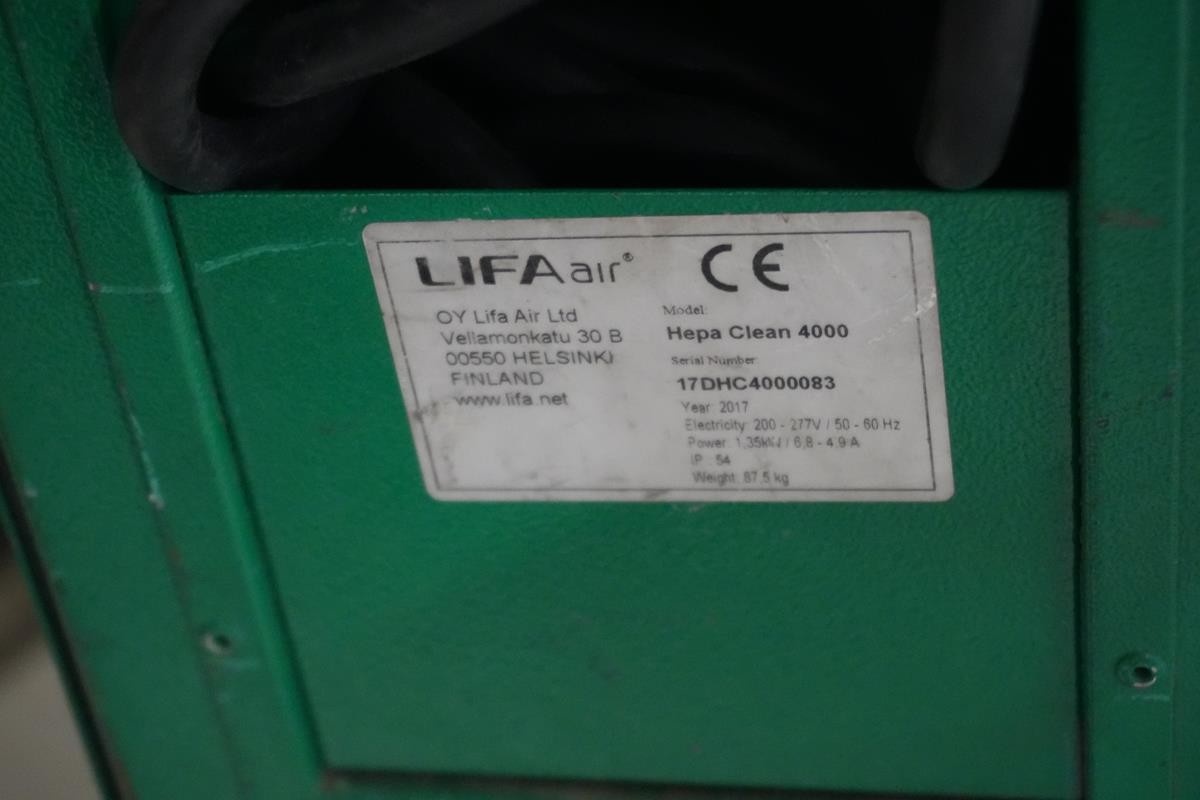 LIFAair®
OY Lifa Air Ltd
Vellamonkatu 30 B
00550 HELSINKI
FINLAND
www.lifa.net
CE
Model:
Hepa Clean 4000
Serial Number:
17DHC4000083
Year: 2017
Electricity: 200 - 277V / 50 - 60 Hz
Power: 1,35kW / 6,8 - 4,9 A
IP : 54
Weight: 87,5 kg